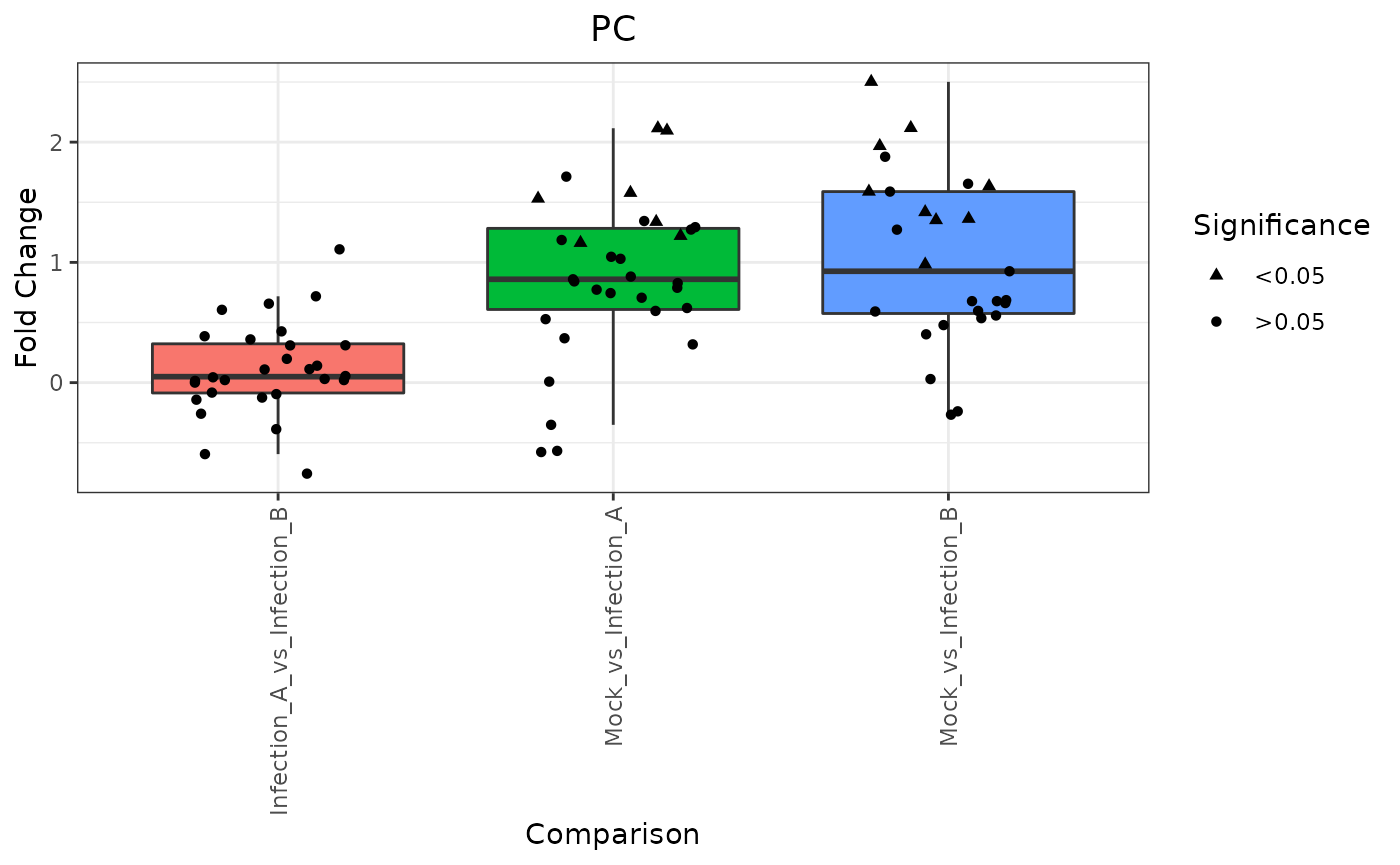 PC
Fold Change
2
1
0
Infection_A_vs_Infection_B
Mock_vs_Infection_A
Mock_vs_Infection_B
Comparison
Significance
<0.05
>0.05